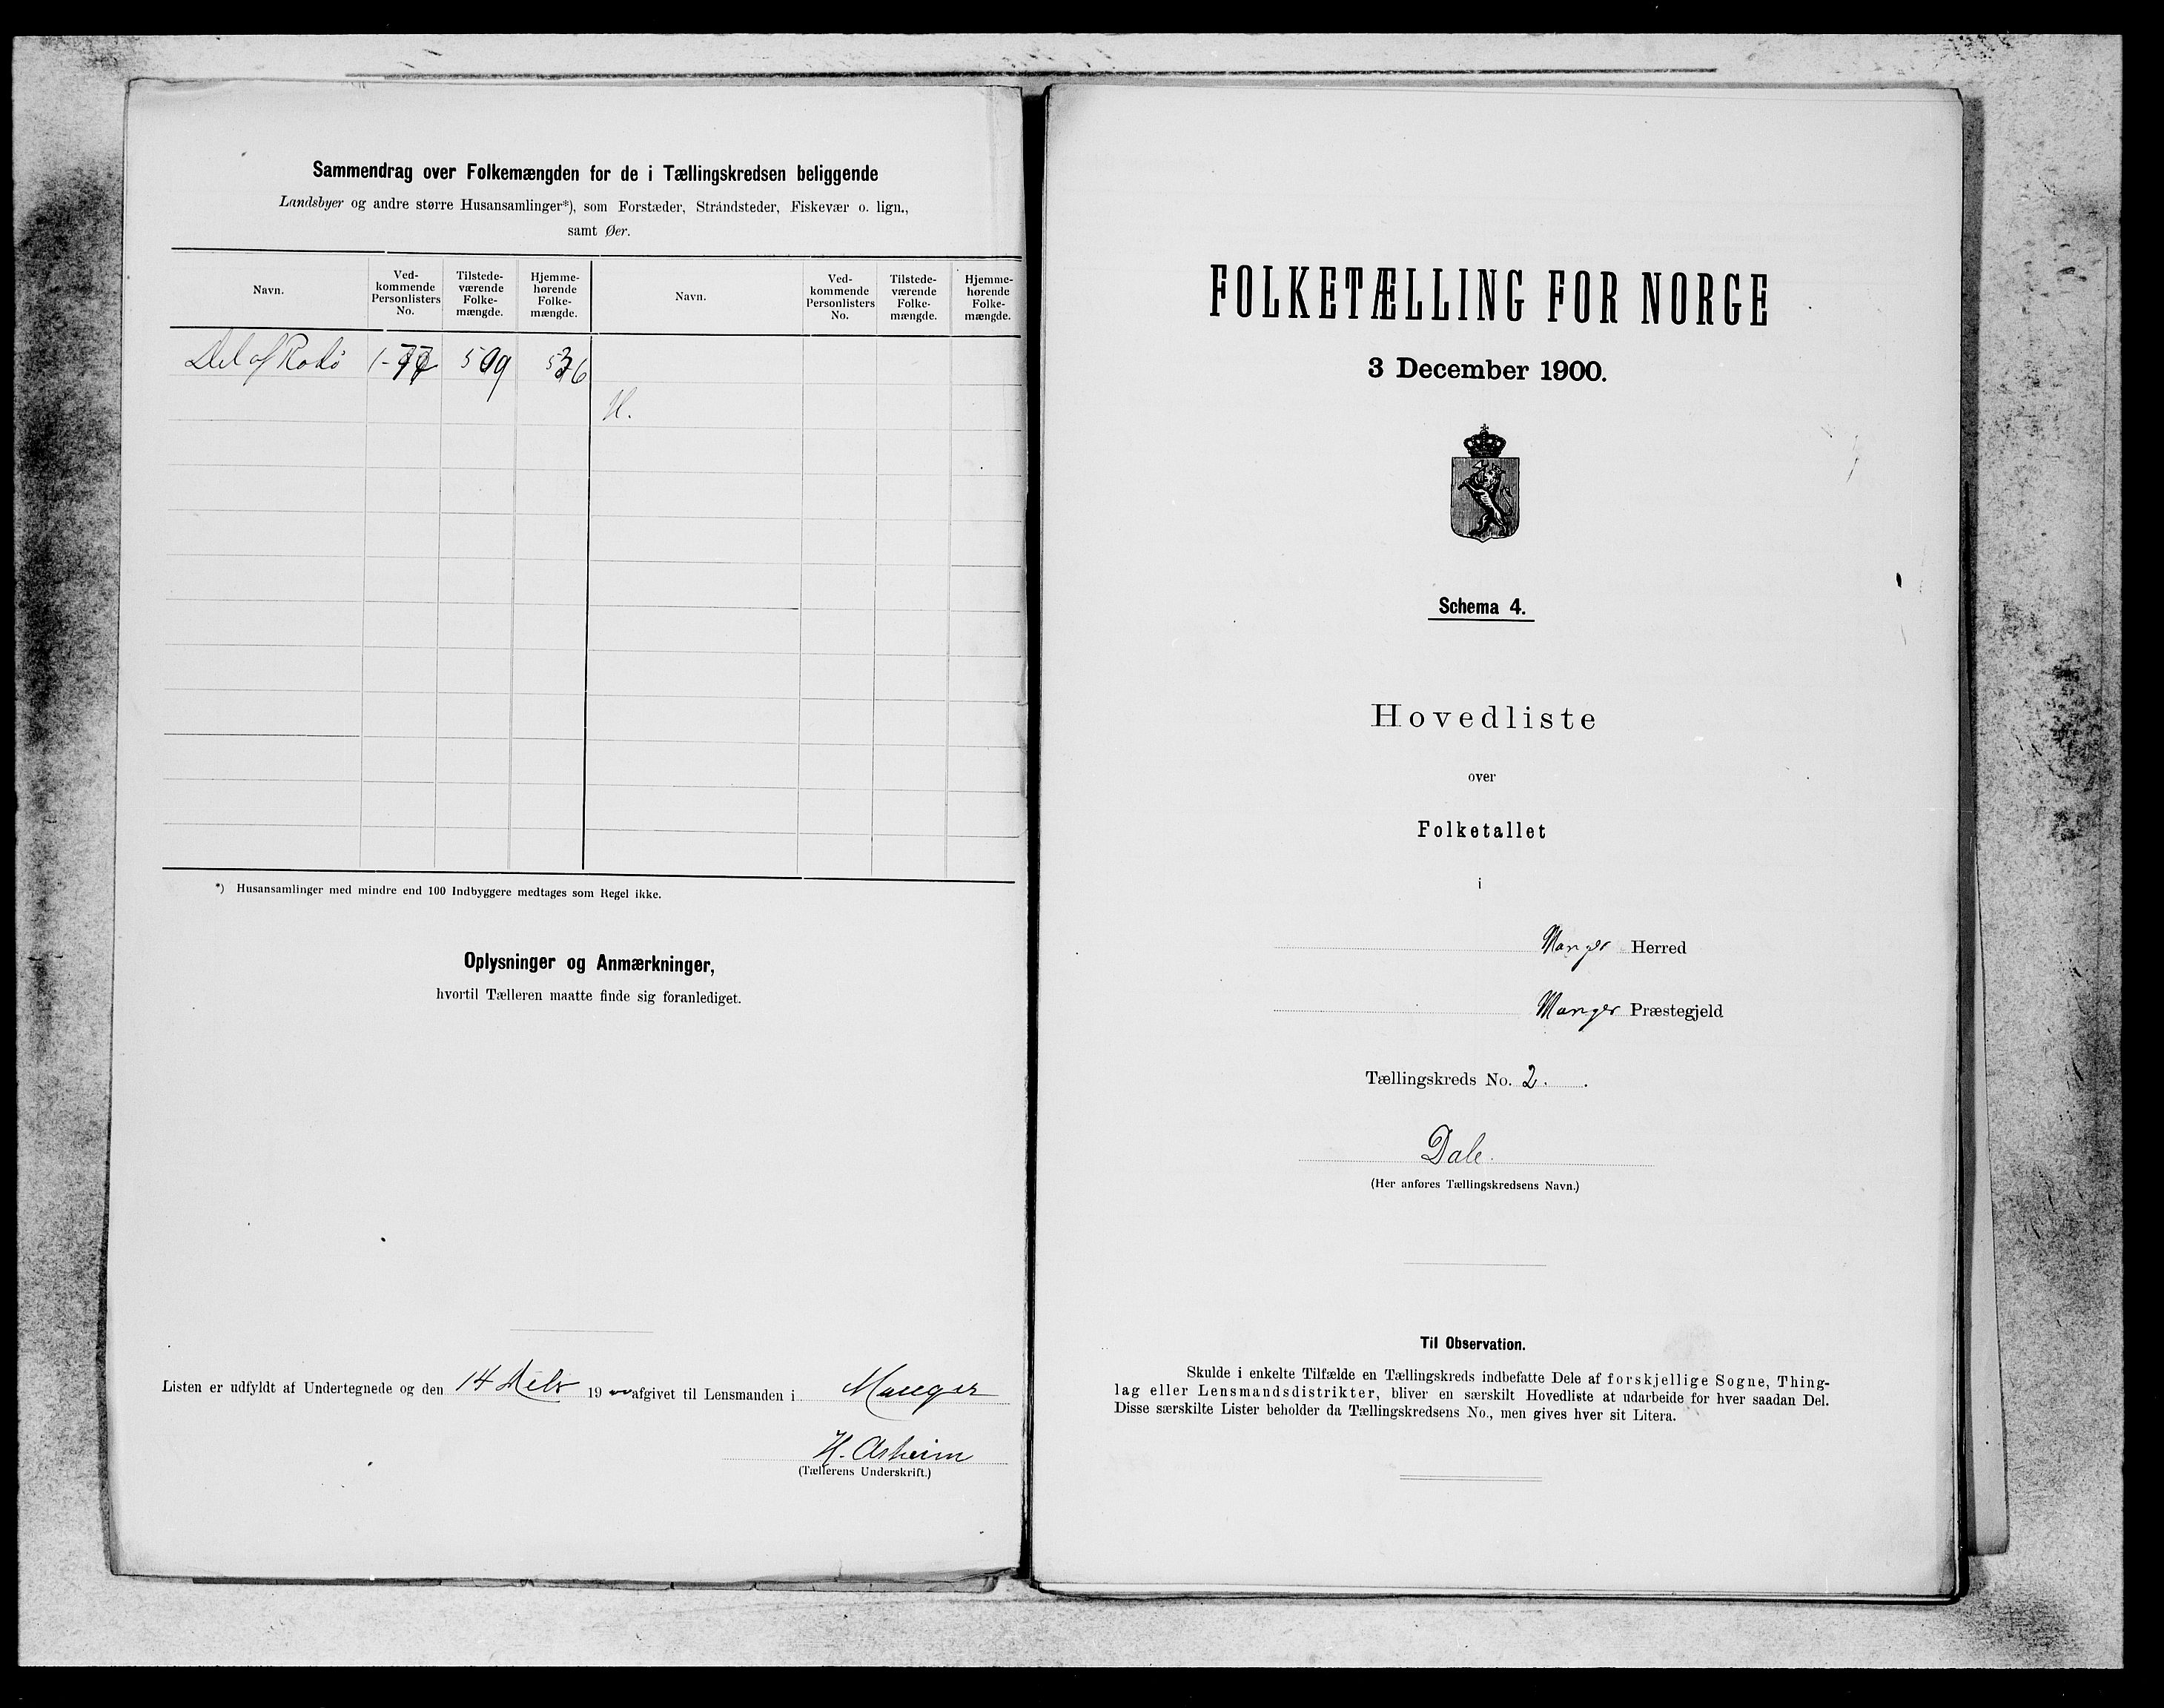 Sammendrag over Folkemængden for de i Tællingskredsen beliggende
Landsbyer og andre større Husansamlinger*), som Forstæder, Strandsteder, Fiskevær o. lign.,
samt Øer.
Navn. Ved-kommende Personlisters No. Tilstede-værende Folke-mængde. Hjemme-hørende Folke-mængde. Navn. Ved-kommende Personlisters No. Tilstede-værende Folke-mængde. Hjemme-hørende Folke-mængde.
Del af Radö 1-77 509 536
H.
*) Husansamlinger med mindre end 100 Indbyggere medtages som Regel ikke.
Oplysninger og Anmærkninger,
hvortil Tælleren maatte finde sig foranlediget.
Listen er udfyldt af Undertegnede og den 14 19 afgivet til Lensmanden i Manger
H. Asheim
(Tællerens Underskrift.)
FOLKETÆLLING FOR NORGE
3 December 1900.
Schema 4.
Hovedliste
over
Folketallet
i
Manger Herred
Manger Præstegjeld
Tællingskreds No. 2.
Dale.
(Her anføres Tællingskredsens Navn.)
Til Observation.
Skulde i enkelte Tilfælde en Tællingskreds indbefatte Dele af forskjellige Sogne, Thing-
lag eller Lensmandsdistrikter, bliver en særskilt Hovedliste at udarbeide for hver saadan Del.
Disse særskilte Lister beholder da Tællingskredsens No., men gives hver sit Litera.